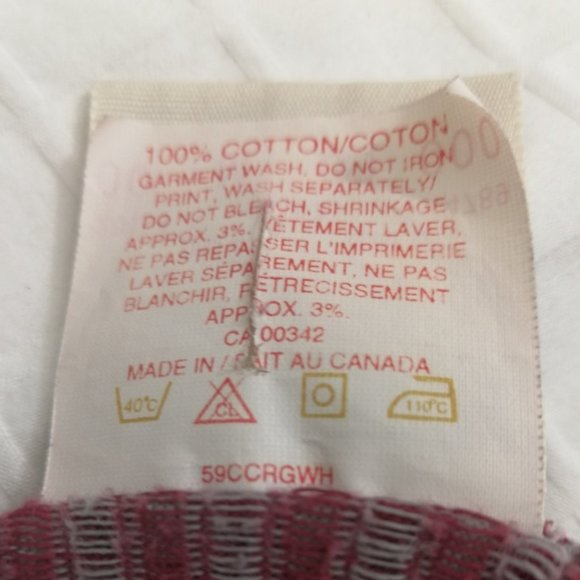 100% COTTON/COTON
GARMENT WASH, DO NOT IRON
PRINT, WASH SEPARATELY/
DO NOT BLEACH, SHRINKAGE
APPROX. 3%. VÊTEMENT LAVER,
NE PAS REPASSER L'IMPRIMERIE
LAVER SÉPAREMENT, NE PAS
BLANCHIR, RÉTRECISSEMENT
APPROX. 3%.
CA 00342
MADE IN / FAIT AU CANADA
40°C CL 110°C
59CCRGWH